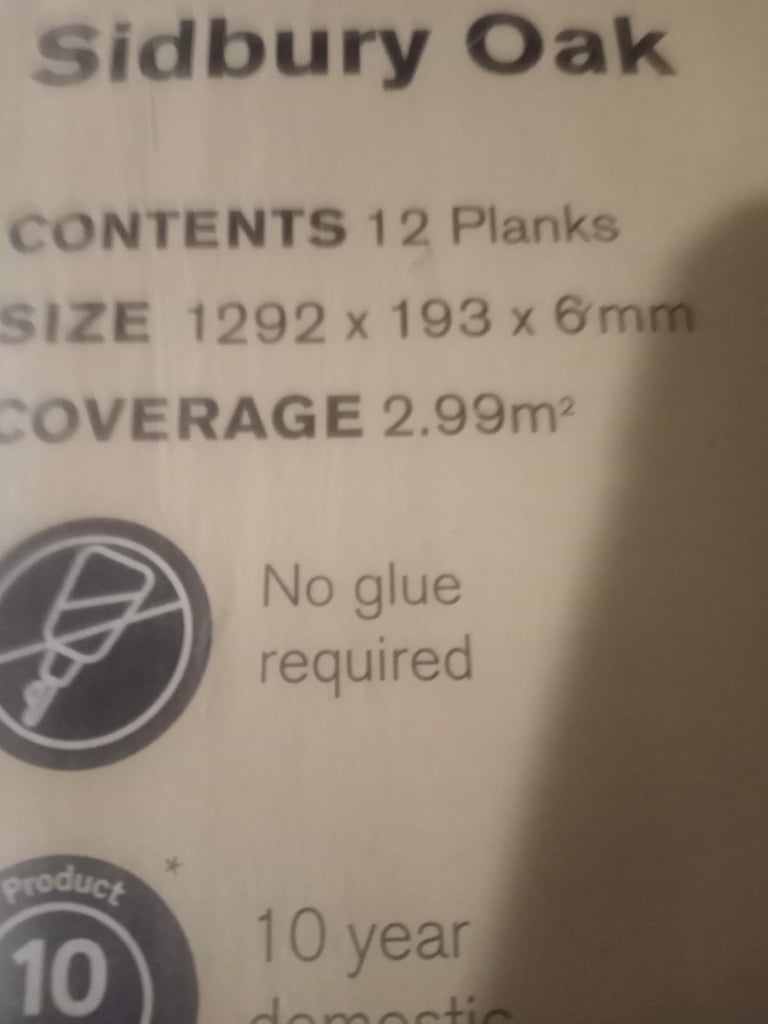 Sidbury Oak
CONTENTS 12 Planks
SIZE 1292 x 193 x 6mm
COVERAGE 2.99m²
No glue
required
Product
*
10
10 year
domestic